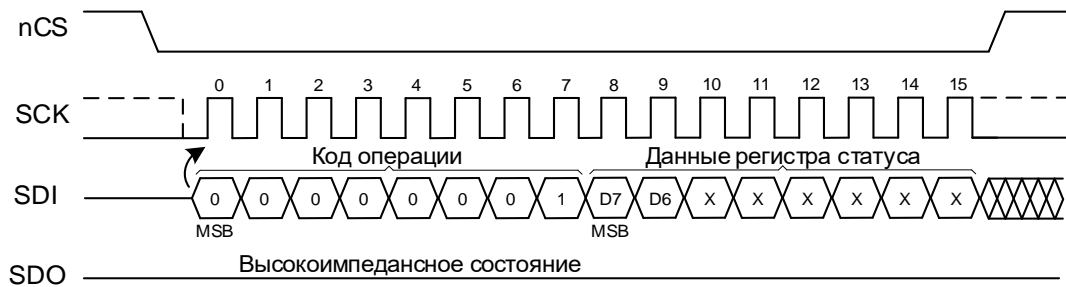 nCS
0 1 2 3 4 5 6 7 8 9 10 11 12 13 14 15
SCK
Код операции Данные регистра статуса
SDI 0 0 0 0 0 0 0 1 D7 D6 X X X X X X
MSB MSB
Высокоимпедансное состояние
SDO